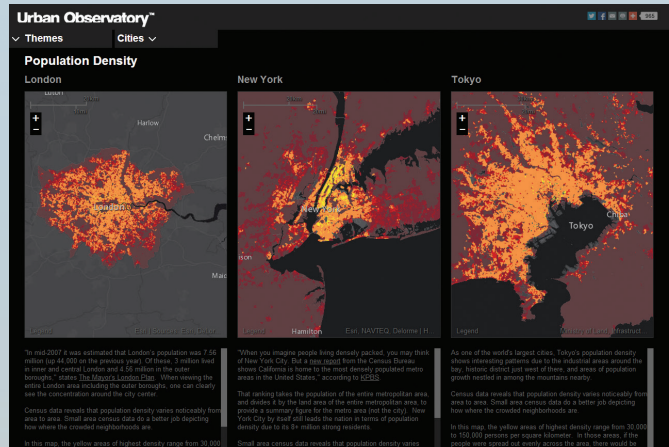 Urban Observatory™
965
Themes
Cities
Population Density
London
New York
Tokyo
Luton
Harlow
Chelms
London
Maid
Legend
+
−
New York
ison
Hamilton
Legend
Esri, NAVTEQ, Delorme | H...
+
−
Tokyo
Chiba
Legend
Ministry of Land, Infrastruct...
+
−
"In mid-2007 it was estimated that London's population was 7.56
million (up 44,000 on the previous year). Of these, 3 million lived
in inner and central London and 4.56 million in the outer
boroughs," states The Mayor's London Plan. When viewing the
entire London area including the outer boroughs, one can clearly
see the concentration around the city center.
Census data reveals that population density varies noticeably from
area to area. Small area census data do a better job depicting
how where the crowded neighborhoods are.
In this map, the yellow areas of highest density range from 30,000
"When you imagine people living densely packed, you may think
of New York City. But a new report from the Census Bureau
shows California is home to the most densely populated metro
areas in the United States," according to KPBS.
That ranking takes the population of the entire metropolitan area,
and divides it by the land area of the entire metropolitan area, to
provide a summary figure for the metro area (not the city). New
York City by itself still leads the nation in terms of population
density due to its 8+ million strong residents.
Small area census data reveals that population density varies
As one of the world's largest cities, Tokyo's population density
shows interesting patterns due to the industrial areas around the
bay, historic district just west of there, and areas of population
growth nestled in among the mountains nearby.
Census data reveals that population density varies noticeably from
area to area. Small area census data do a better job depicting
how where the crowded neighborhoods are.
In this map, the yellow areas of highest density range from 30,000
to 150,000 persons per square kilometer. In those areas, if the
people were spread out evenly across the area, there would be